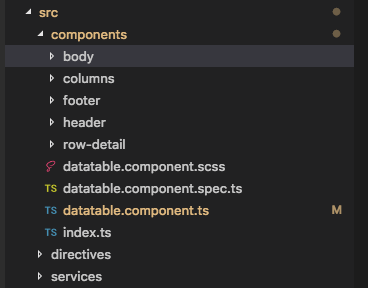 src
components
body
columns
footer
header
row-detail
datatable.component.scss
TS datatable.component.spec.ts
TS datatable.component.ts M
TS index.ts
directives
services